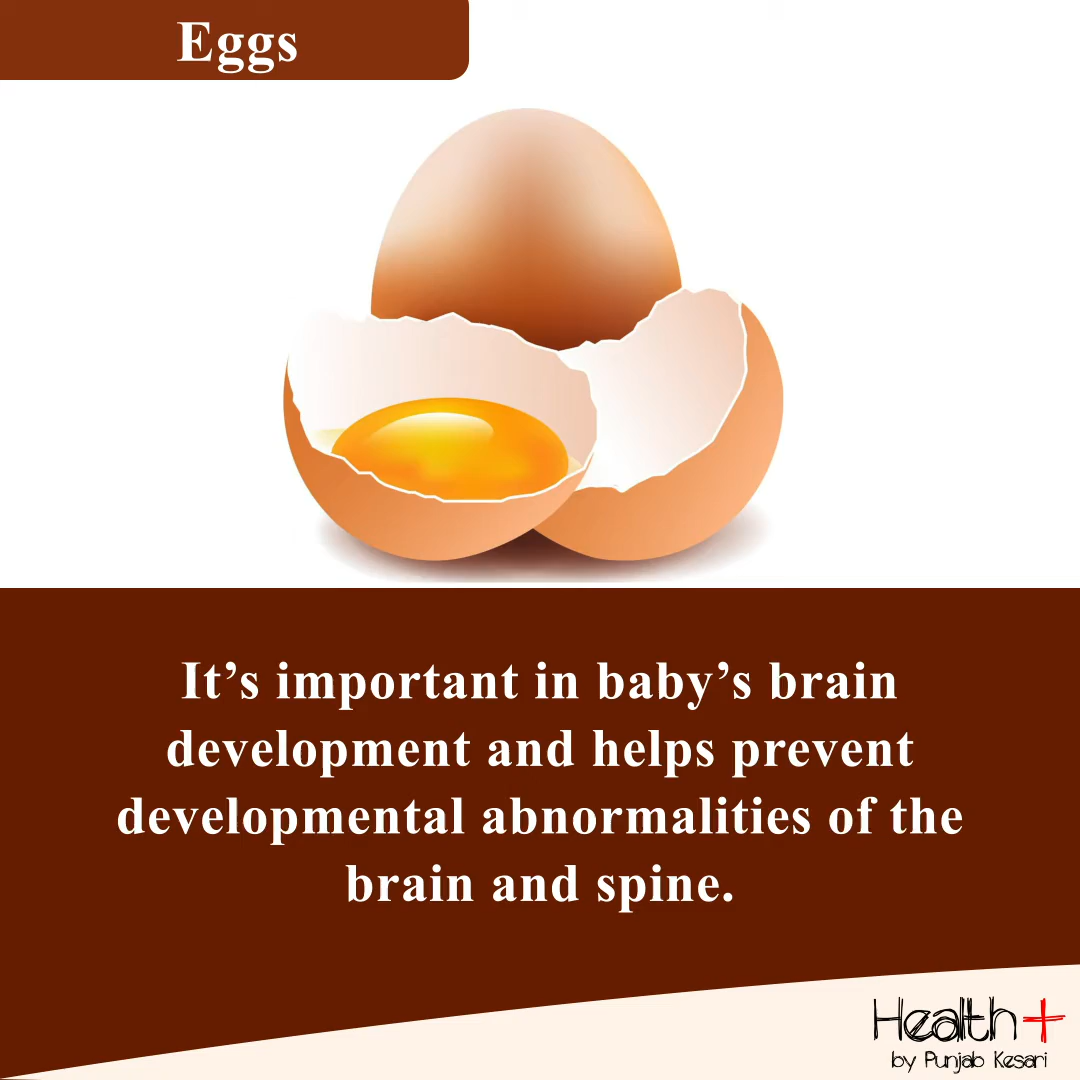 Eggs
It’s important in baby’s brain
development and helps prevent
developmental abnormalities of the
brain and spine.
Health+
by Punjab Kesari